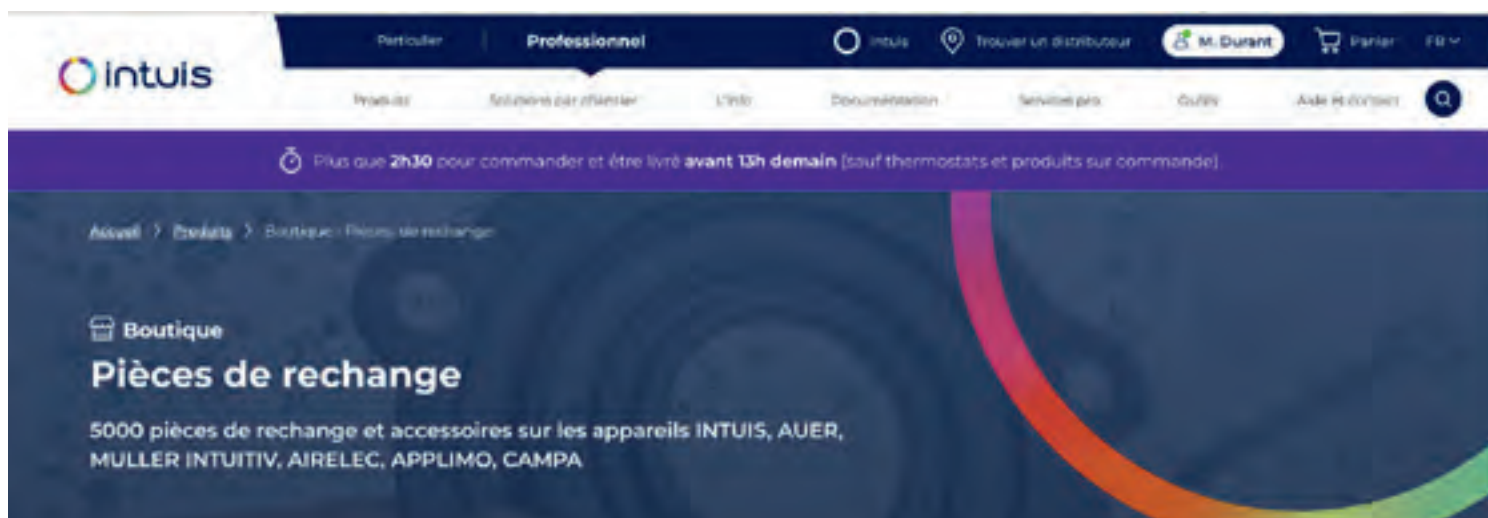 intuis
Particulier | Professionnel
intuis
Trouver un distributeur
M. Durant
Panier
FR
Produits
Solutions par chantier
L'info
Documentation
Services pro
Outils
Aide et contact
Plus que 2h30 pour commander et être livré avant 13h demain (sauf thermostats et produits sur commande).
Accueil > Produits > Boutique - Pièces de rechange
Boutique
Pièces de rechange
5000 pièces de rechange et accessoires sur les appareils INTUIS, AUER,
MULLER INTUITIV, AIRELEC, APPLIMO, CAMPA